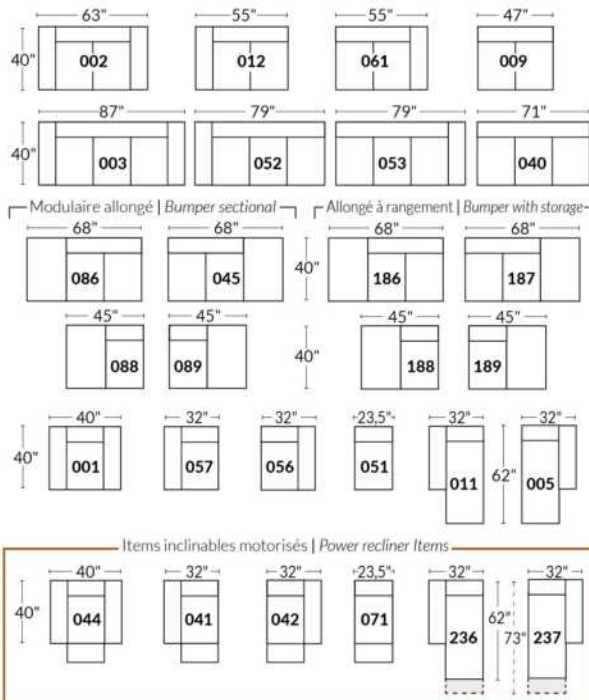 63" 55" 55" 47"
40" 002 012 061 009
87" 79" 79" 71"
40" 003 052 053 040
Modulaire allongé | Bumper sectional Allongé à rangement | Bumper with storage
68" 68" 68" 68"
086 045 40" 186 187
45" 45" 45" 45"
088 089 40" 188 189
40" 32" 32" 23,5" 32" 32"
40" 001 057 056 051 011 62" 005
Items inclinables motorisés | Power recliner Items
40" 32" 32" 23,5" 32" 32"
40" 044 041 042 071 236 62" 73" 237